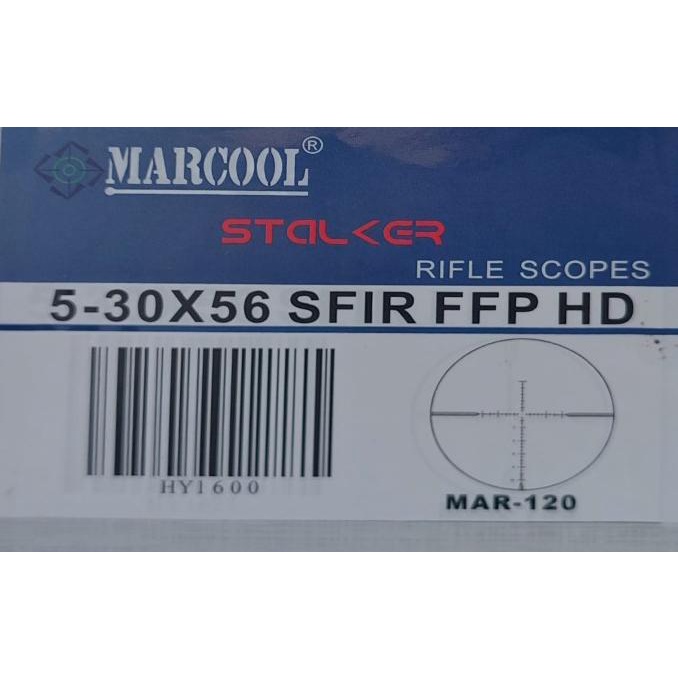 MARCOOL®
STALKER
RIFLE SCOPES
5-30X56 SFIR FFP HD
HY1600
MAR-120